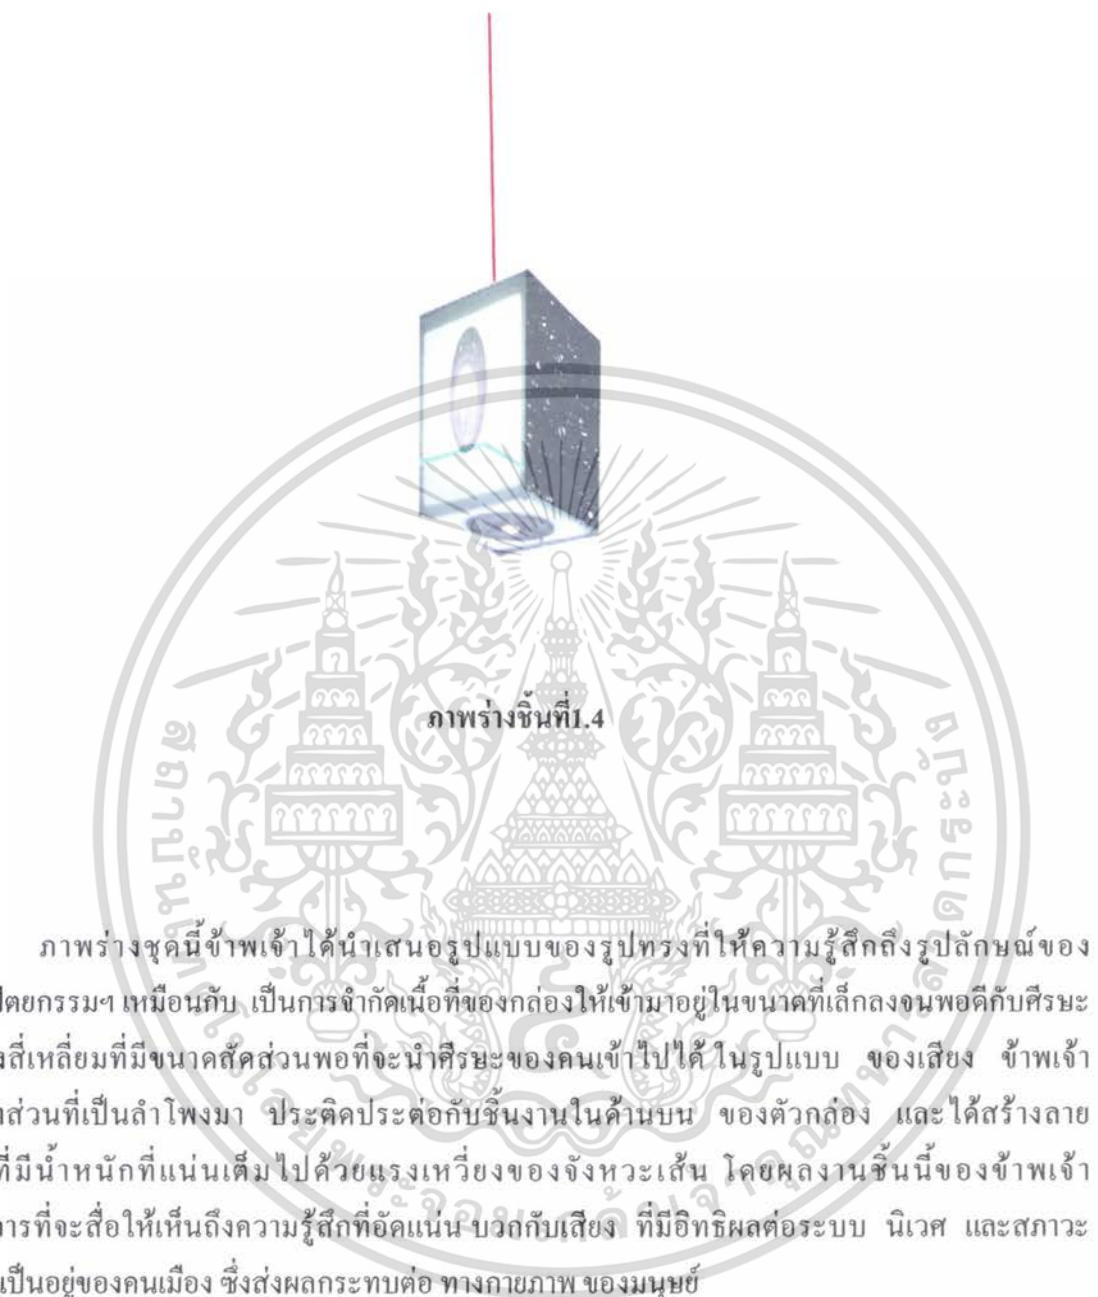 ภาพร่างชิ้นที่1.4
ภาพร่างชุดนี้ข้าพเจ้าได้นำเสนอรูปแบบของรูปทรงที่ให้ความรู้สึกถึงรูปลักษณ์ของ
ปัตยกรรมฯ เหมือนกับ เป็นการจำกัดเนื้อที่ของกล่องให้เข้ามาอยู่ในขนาดที่เล็กลงจนพอดีกับศีรษะ
งสี่เหลี่ยมที่มีขนาดสัดส่วนพอที่จะนำศีรษะของคนเข้าไปได้ ในรูปแบบ ของเสียง ข้าพเจ้า
าส่วนที่เป็นลำโพงมา ประติดประต่อกับชิ้นงานในด้านบน ของตัวกล่อง และได้สร้างลาย
ที่มีน้ำหนักที่แน่นเต็มไปด้วยแรงเหวี่ยงของจังหวะเส้น โดยผลงานชิ้นนี้ของข้าพเจ้า
ารที่จะสื่อให้เห็นถึงความรู้สึกที่อัดแน่น บวกกับเสียง ที่มีอิทธิผลต่อระบบ นิเวศ และสภาวะ
เป็นอยู่ของคนเมือง ซึ่งส่งผลกระทบต่อ ทางกายภาพ ของมนุษย์